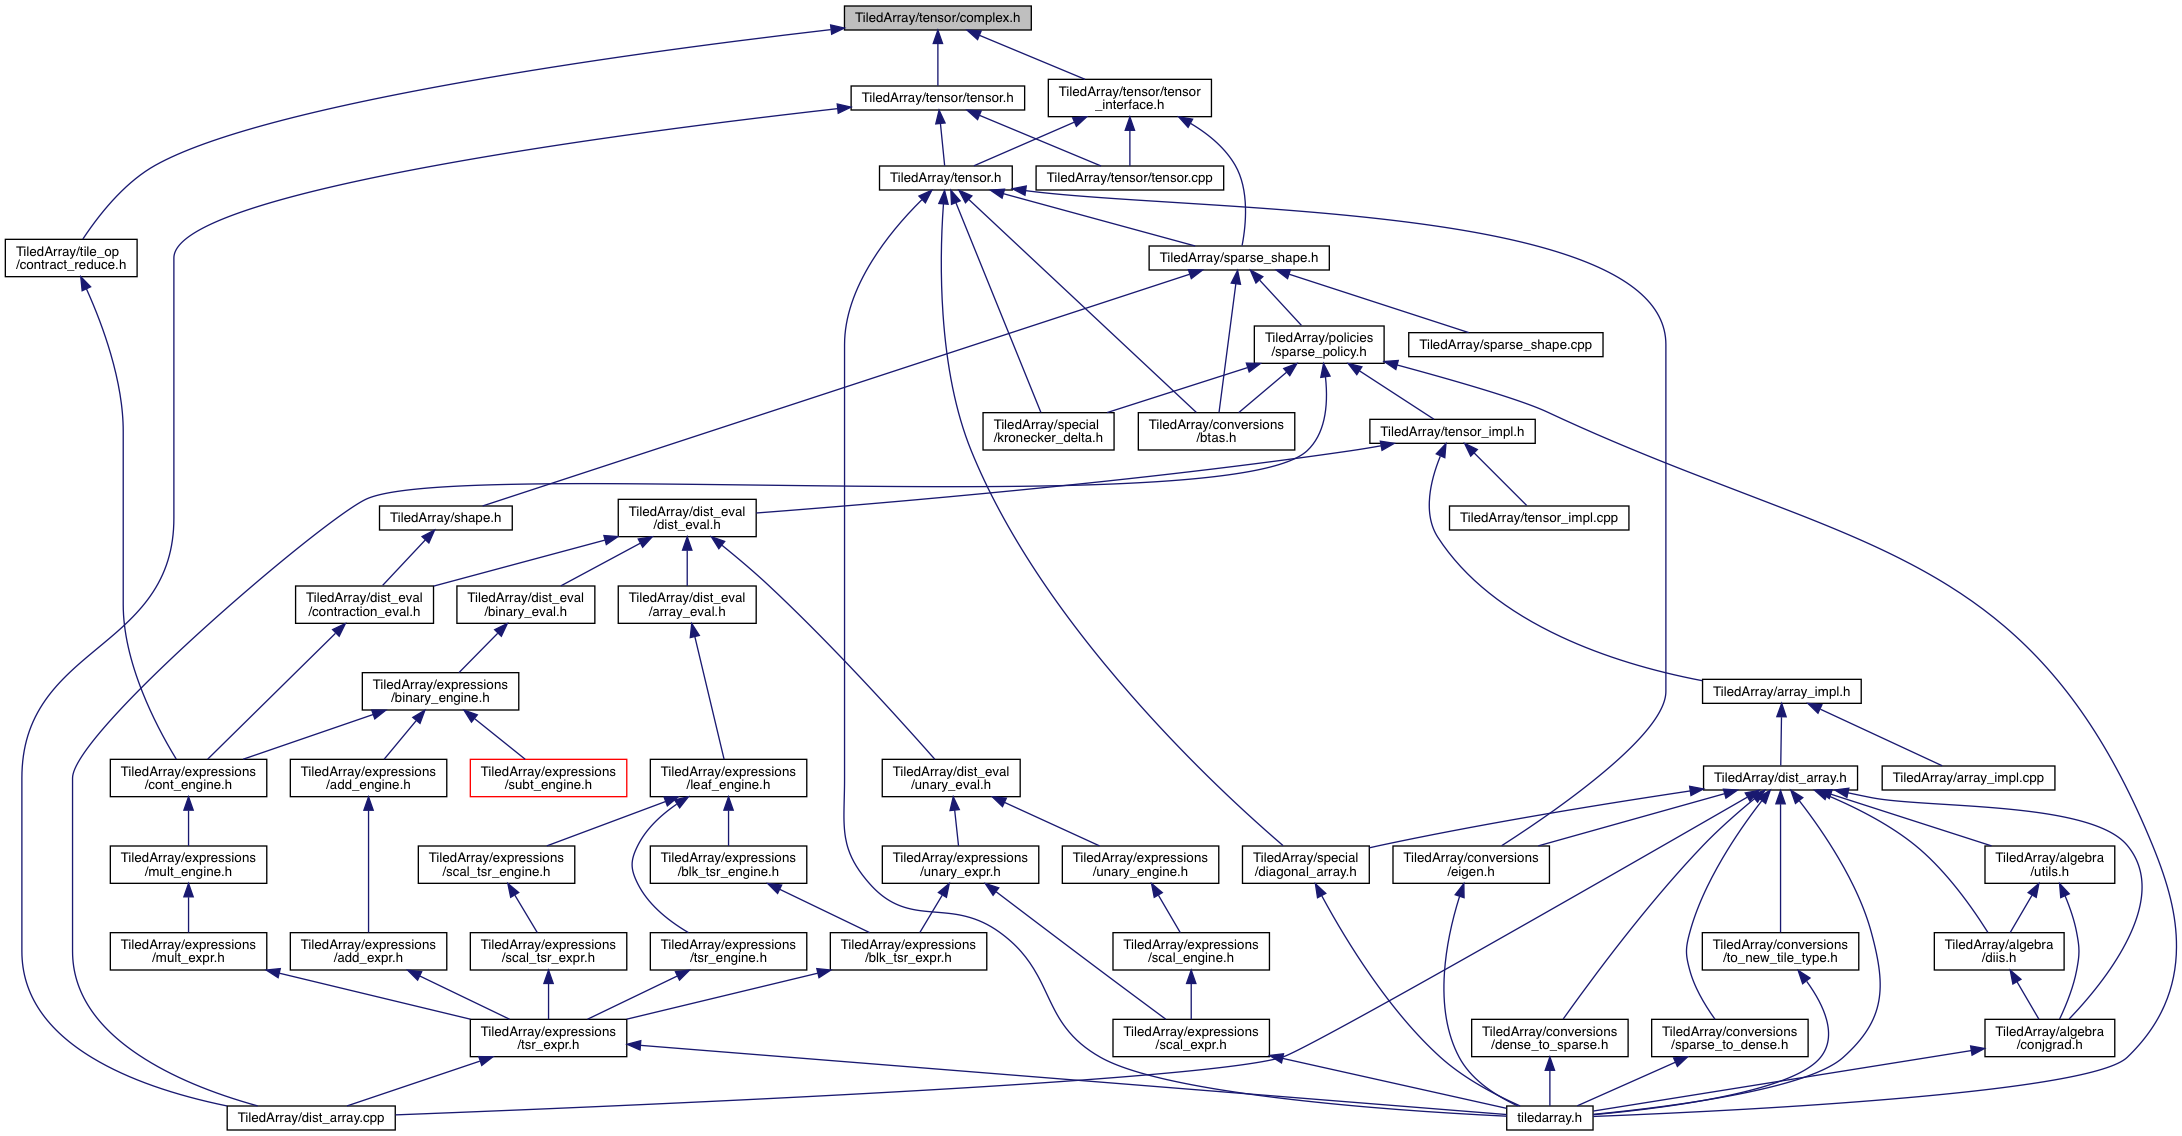 TiledArray/tensor/complex.h
TiledArray/tensor/tensor.h
TiledArray/tensor/tensor
_interface.h
TiledArray/tensor.h
TiledArray/tensor/tensor.cpp
TiledArray/tile_op
/contract_reduce.h
TiledArray/sparse_shape.h
TiledArray/policies
/sparse_policy.h
TiledArray/sparse_shape.cpp
TiledArray/special
/kronecker_delta.h
TiledArray/conversions
/btas.h
TiledArray/tensor_impl.h
TiledArray/shape.h
TiledArray/dist_eval
/dist_eval.h
TiledArray/tensor_impl.cpp
TiledArray/dist_eval
/contraction_eval.h
TiledArray/dist_eval
/binary_eval.h
TiledArray/dist_eval
/array_eval.h
TiledArray/expressions
/binary_engine.h
TiledArray/array_impl.h
TiledArray/expressions
/cont_engine.h
TiledArray/expressions
/add_engine.h
TiledArray/expressions
/subt_engine.h
TiledArray/expressions
/leaf_engine.h
TiledArray/dist_eval
/unary_eval.h
TiledArray/dist_array.h
TiledArray/array_impl.cpp
TiledArray/expressions
/mult_engine.h
TiledArray/expressions
/scal_tsr_engine.h
TiledArray/expressions
/blk_tsr_engine.h
TiledArray/expressions
/unary_expr.h
TiledArray/expressions
/unary_engine.h
TiledArray/special
/diagonal_array.h
TiledArray/conversions
/eigen.h
TiledArray/algebra
/utils.h
TiledArray/expressions
/mult_expr.h
TiledArray/expressions
/add_expr.h
TiledArray/expressions
/scal_tsr_expr.h
TiledArray/expressions
/tsr_engine.h
TiledArray/expressions
/blk_tsr_expr.h
TiledArray/expressions
/scal_engine.h
TiledArray/conversions
/to_new_tile_type.h
TiledArray/algebra
/diis.h
TiledArray/expressions
/tsr_expr.h
TiledArray/expressions
/scal_expr.h
TiledArray/conversions
/dense_to_sparse.h
TiledArray/conversions
/sparse_to_dense.h
TiledArray/algebra
/conjgrad.h
TiledArray/dist_array.cpp
tiledarray.h